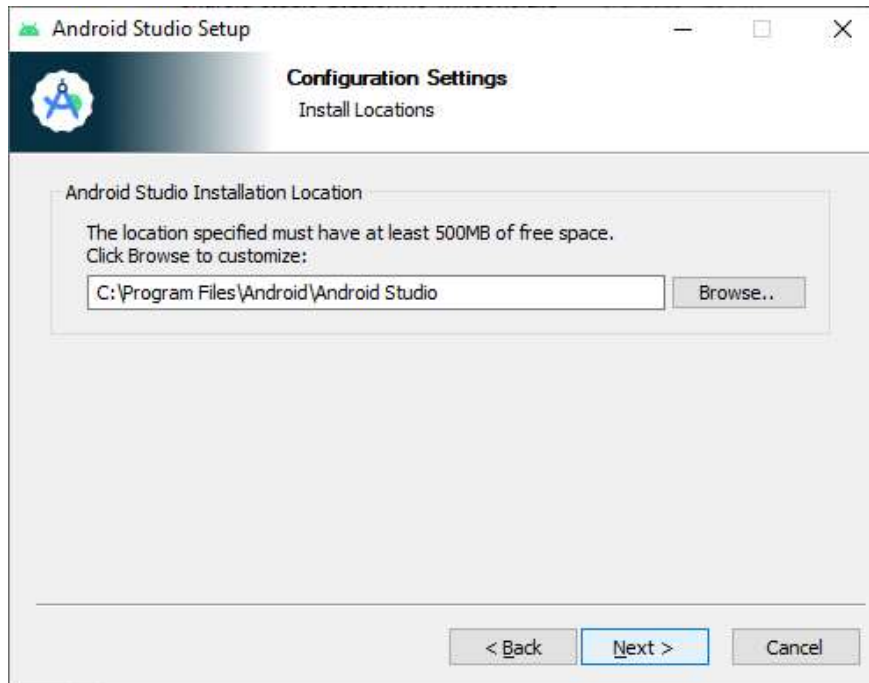 Android Studio Setup
Configuration Settings
Install Locations
Android Studio Installation Location
The location specified must have at least 500MB of free space.
Click Browse to customize:
C:\Program Files\Android\Android Studio
Browse..
< Back
Next >
Cancel